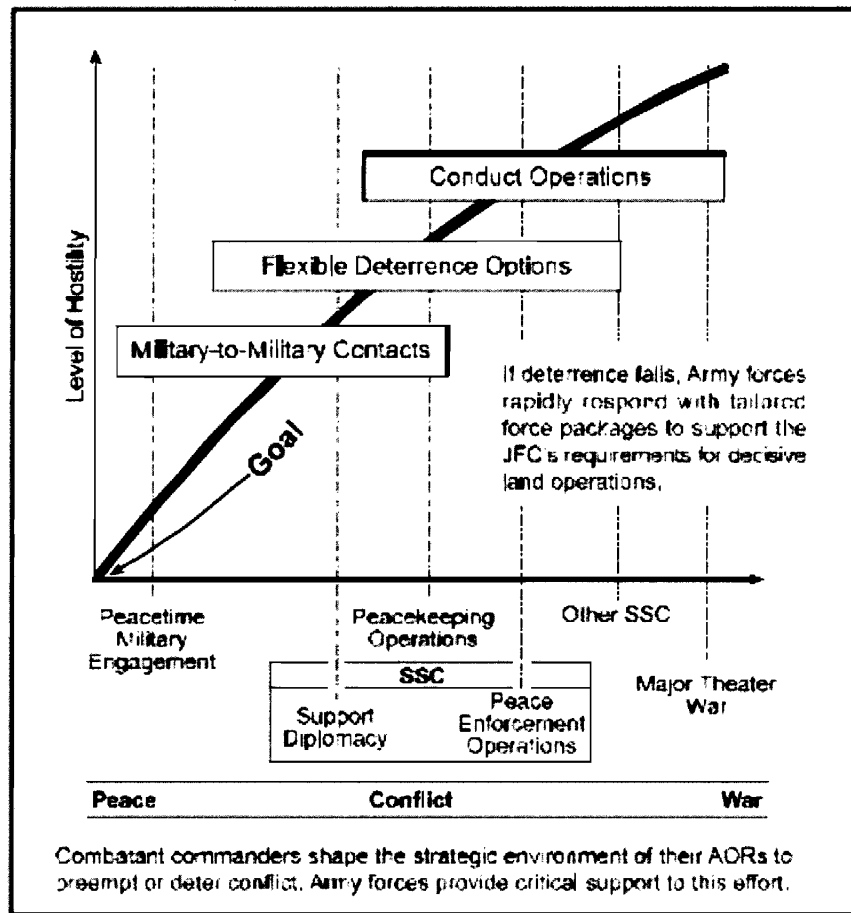 Level of Hostility
Conduct Operations
Flexible Deterrence Options
Military-to-Military Contacts
If deterrence fails, Army forces
rapidly respond with tailored
force packages to support the
JFC's requirements for decisive
land operations.
Goal
Peacetime
Military
Engagement
Peacekeeping
Operations
Other SSC
SSC
Support
Diplomacy
Peace
Enforcement
Operations
Major Theater
War
Peace Conflict War
Combatant commanders shape the strategic environment of their AORs to
preempt or deter conflict. Army forces provide critical support to this effort.